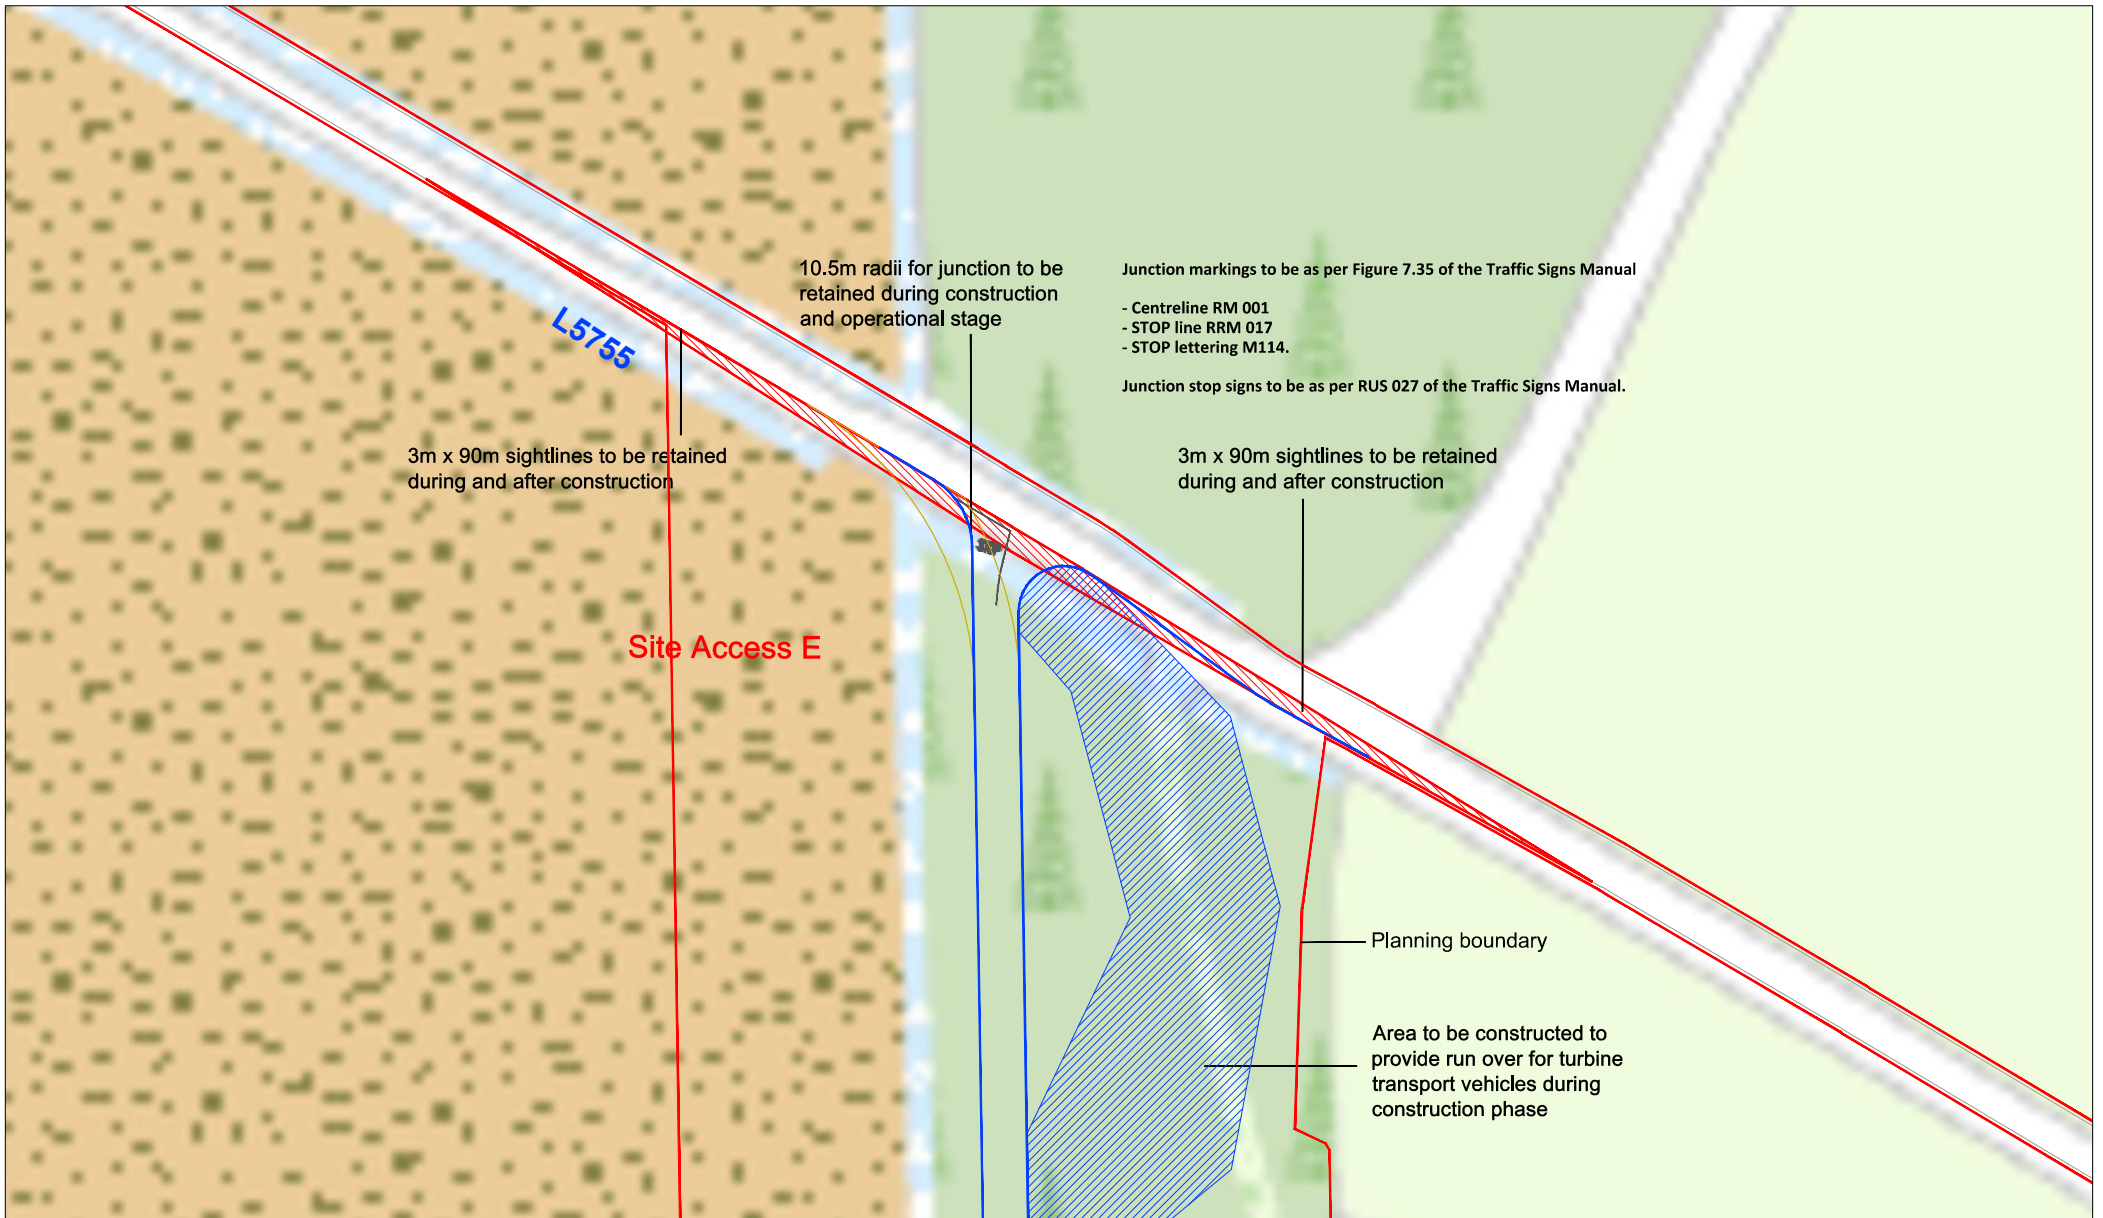 10.5m radii for junction to be
retained during construction
and operational stage
Junction markings to be as per Figure 7.35 of the Traffic Signs Manual
- Centreline RM 001
- STOP line RRM 017
- STOP lettering M114.
Junction stop signs to be as per RUS 027 of the Traffic Signs Manual.
L5755
3m x 90m sightlines to be retained
during and after construction
3m x 90m sightlines to be retained
during and after construction
Site Access E
Planning boundary
Area to be constructed to
provide run over for turbine
transport vehicles during
construction phase